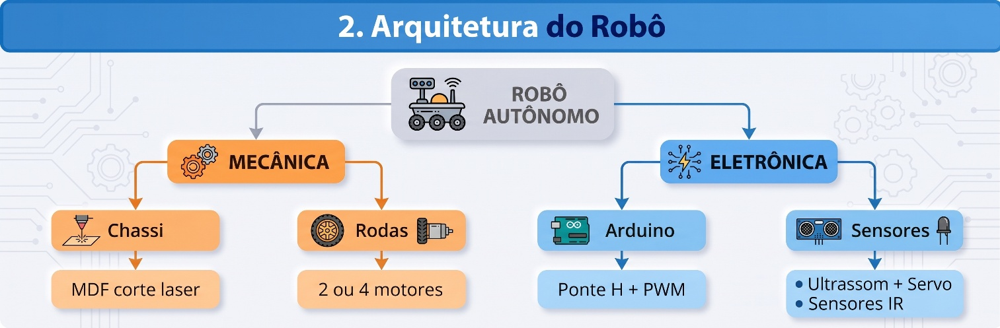 2. Arquitetura do Robô
ROBÔ
AUTÔNOMO
MECÂNICA
ELETRÔNICA
Chassi
Rodas
Arduino
Sensores
MDF corte laser
2 ou 4 motores
Ponte H + PWM
• Ultrassom + Servo
• Sensores IR